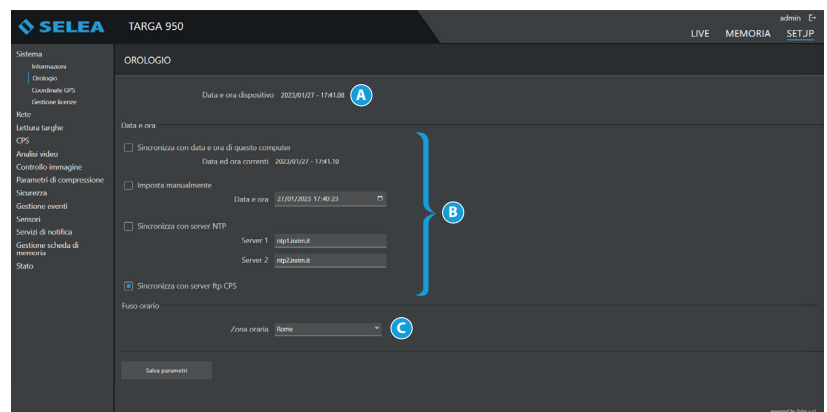 SELEA
TARGA 950
admin
LIVE MEMORIA SETUP
Sistema
Informazioni
Orologio
Coordinate GPS
Gestione licenze
Rete
Lettura targhe
CPS
Analisi video
Controllo immagine
Parametri di compressione
Sicurezza
Gestione eventi
Sensori
Servizi di notifica
Gestione scheda di
memoria
Stato
OROLOGIO
Data e ora dispositivo 2023/01/27 - 17:41.08 A
Data e ora
Sincronizza con data e ora di questo computer
Data ed ora correnti 2023/01/27 - 17:41.10
Imposta manualmente
Data e ora 27/01/2023 17:40:23
B
Sincronizza con server NTP
Server 1 ntp1.inrim.it
Server 2 ntp2.inrim.it
Sincronizza con server ftp CPS
Fuso orario
Zona oraria Rome C
Salva parametri
powered by Selea s.r.l.